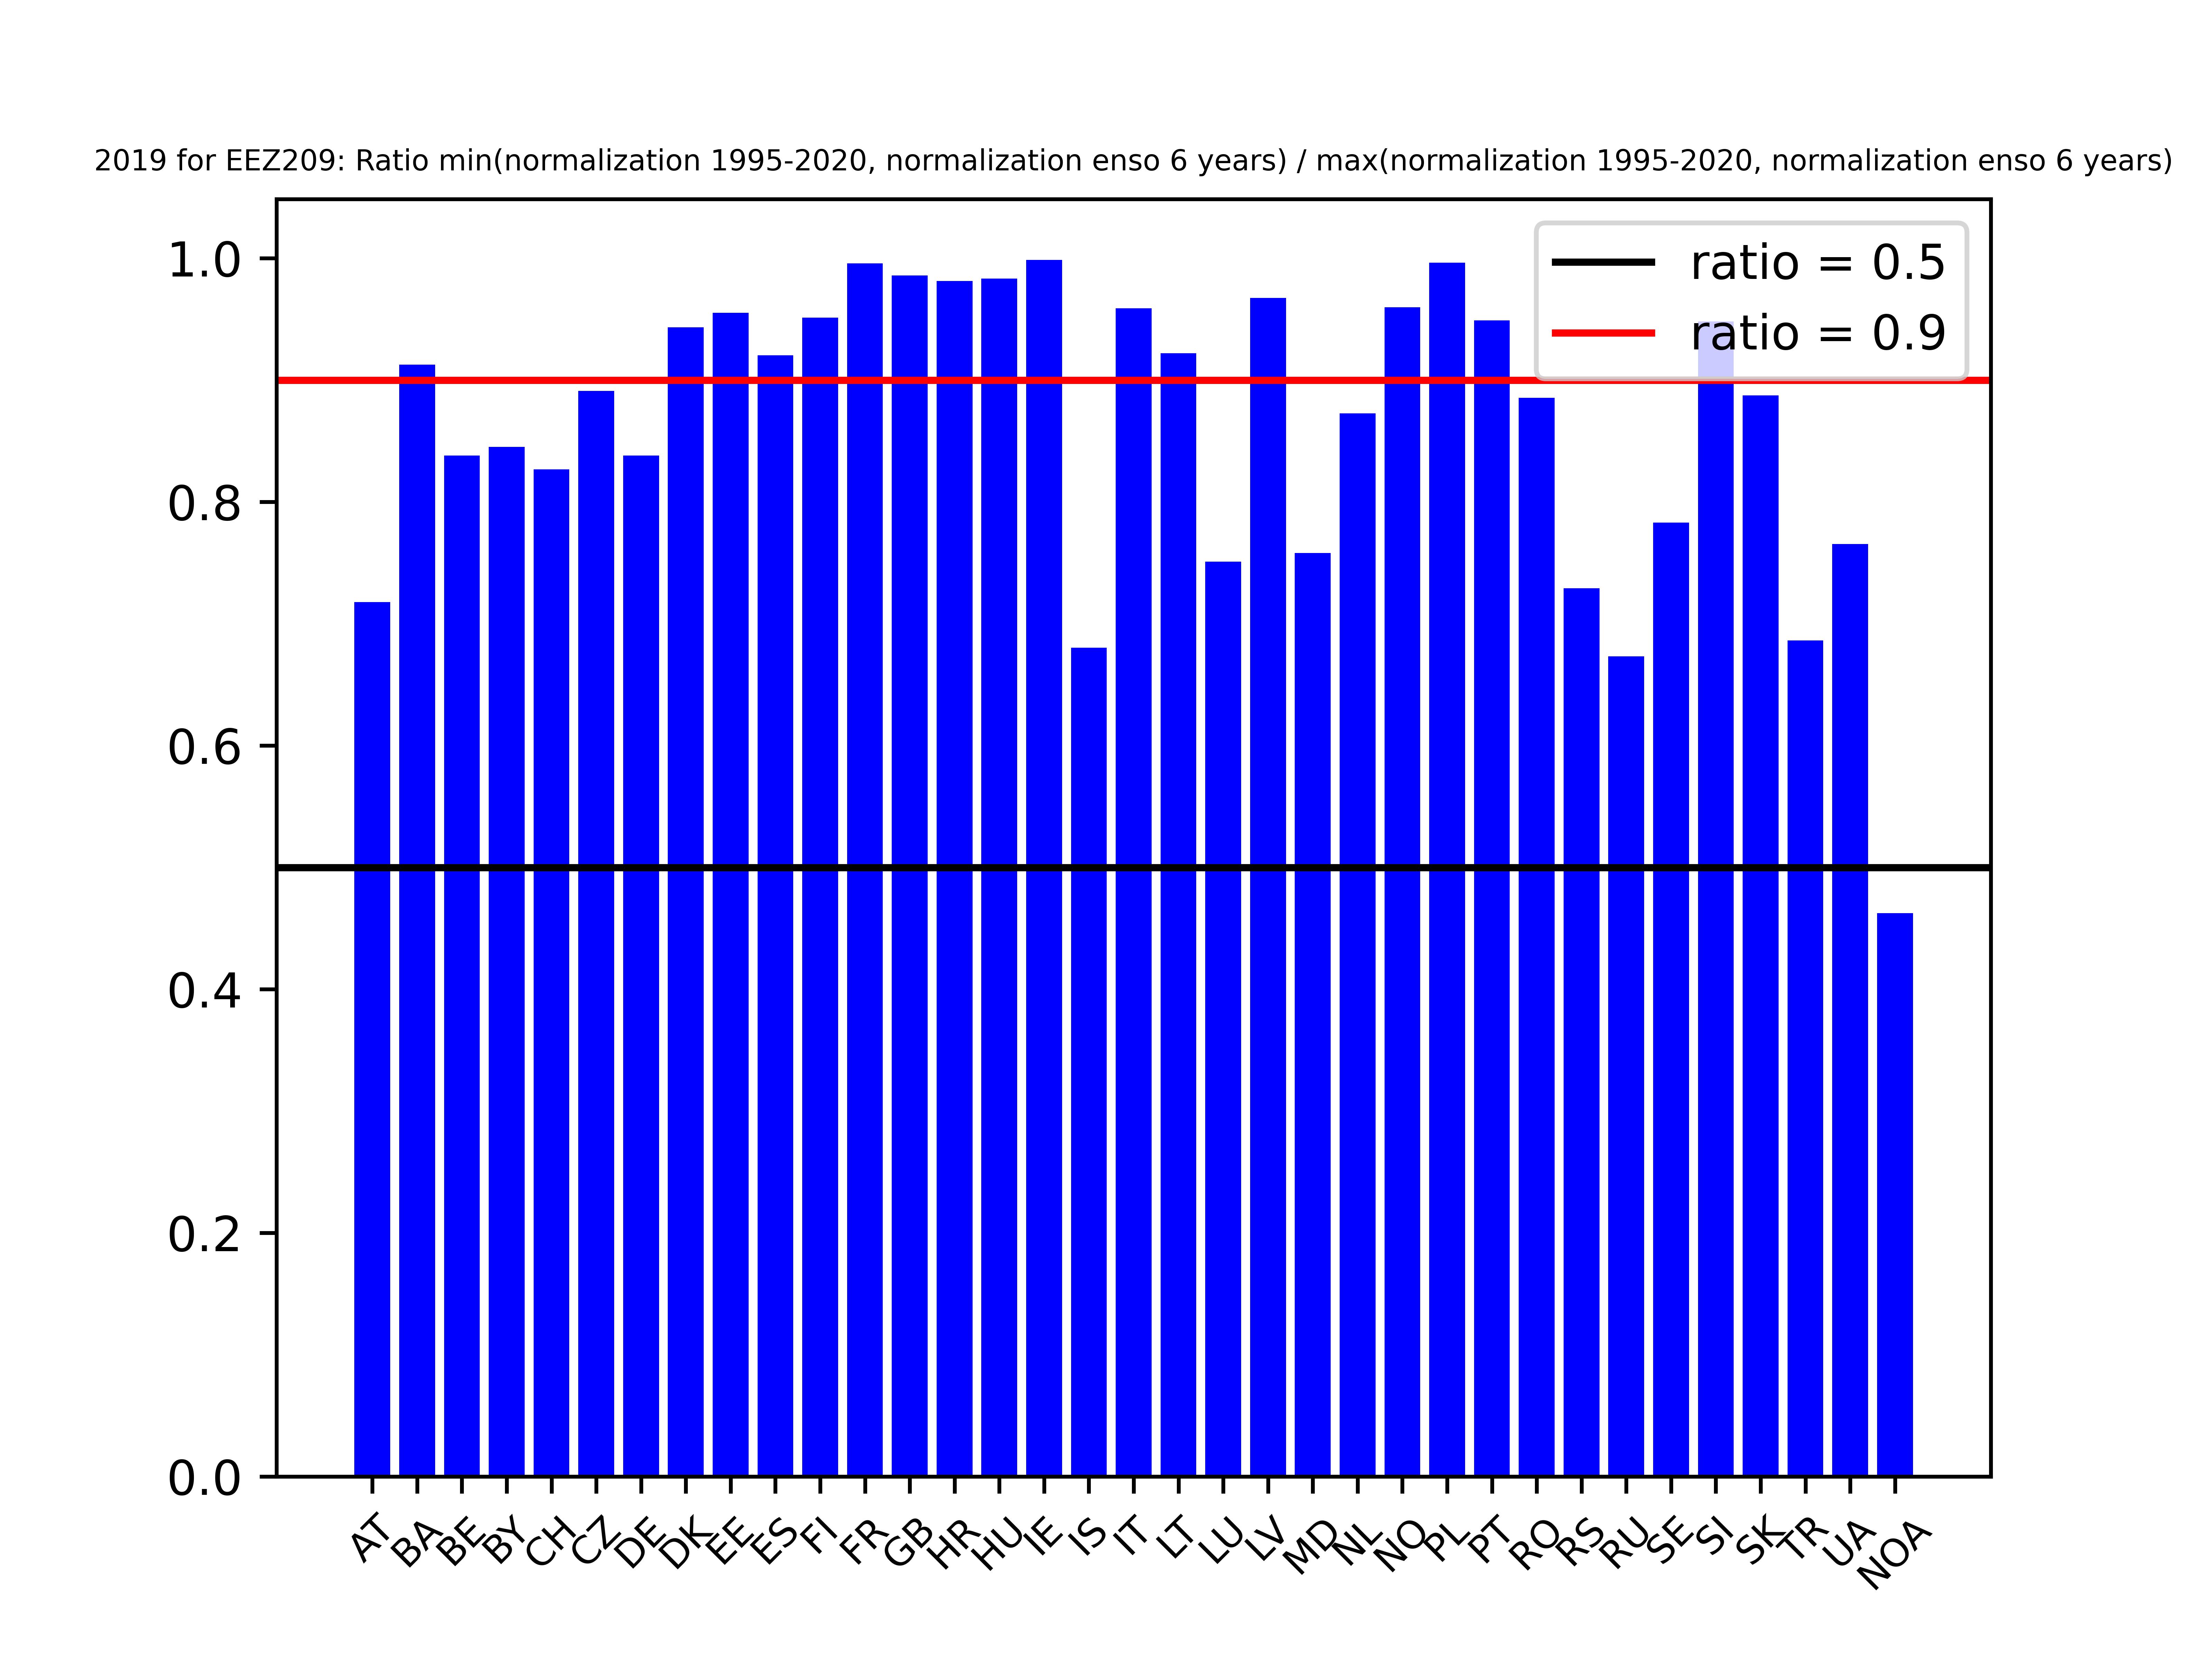 2019 for EEZ209: Ratio min(normalization 1995-2020, normalization enso 6 years) / max(normalization 1995-2020, normalization enso 6 years)
ratio = 0.5
ratio = 0.9
1.0
0.8
0.6
0.4
0.2
0.0
AT BA BE BY CH CZ DE DK EE ES FI FR GB HR HU IE IS IT LT LU LV MD NL NO PL PT RO RS RU SE SI SK TR UA NOA